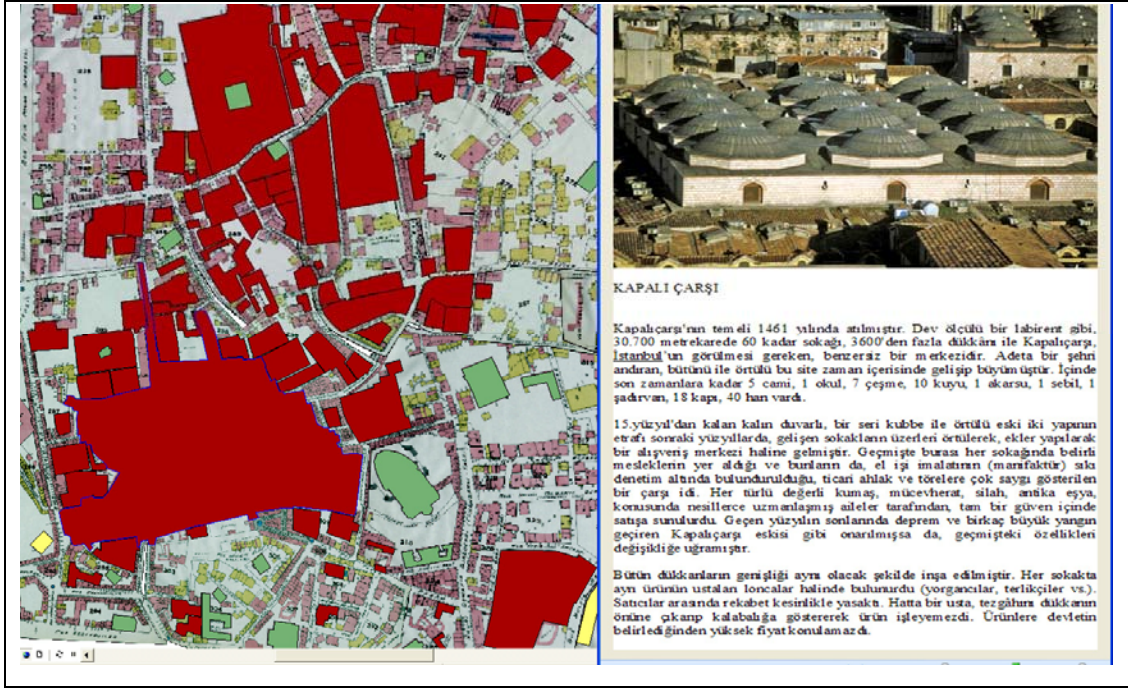 KAPALI ÇARŞI
Kapalıçarşı'nın temeli 1461 yılında atılmıştır. Dev ölçülü bir labirent gibi,
30.700 metrekarede 60 kadar sokağı, 3600'den fazla dükkânı ile Kapalıçarşı,
İstanbul'un görülmesi gereken, benzersiz bir merkezidir. Adeta bir şehri
andıran, bütünü ile örtülü bu site zaman içerisinde gelişip büyümüştür. İçinde
son zamanlara kadar 5 cami, 1 okul, 7 çeşme, 10 kuyu, 1 akarsu, 1 sebil, 1
şadırvan, 18 kapı, 40 han vardı.
15.yüzyıl'dan kalan kalın duvarlı, bir seri kubbe ile örtülü eski iki yapının
etrafı sonraki yüzyıllarda, gelişen sokakların üzerleri örtülerek, ekler yapılarak
bir alışveriş merkezi haline gelmiştir. Geçmişte burası her sokağında belirli
mesleklerin yer aldığı ve bunların da, el işi imalatının (manifaktür) sıkı
denetim altında bulundurulduğu, ticari ahlak ve törelere çok saygı gösterilen
bir çarşı idi. Her türlü değerli kumaş, mücevherat, silah, antika eşya,
konusunda nesillerce uzmanlaşmış aileler tarafından, tam bir güven içinde
satışa sunulurdu. Geçen yüzyılın sonlarında deprem ve birkaç büyük yangın
geçiren Kapalıçarşı eskisi gibi onarılmışsa da, geçmişteki özellikleri
değişikliğe uğramıştır.
Bütün dükkanların genişliği aynı olacak şekilde inşa edilmiştir. Her sokakta
ayrı ürünün ustaları loncalar halinde bulunurdu (yorgancılar, terlikçiler vs.).
Satıcılar arasında rekabet kesinlikle yasaktı. Hatta bir usta, tezgâhını dükkanın
önüne çıkarıp kalabalığa göstererek ürün işleyemezdi. Ürünlere devletin
belirlediğinden yüksek fiyat konulamazdı.